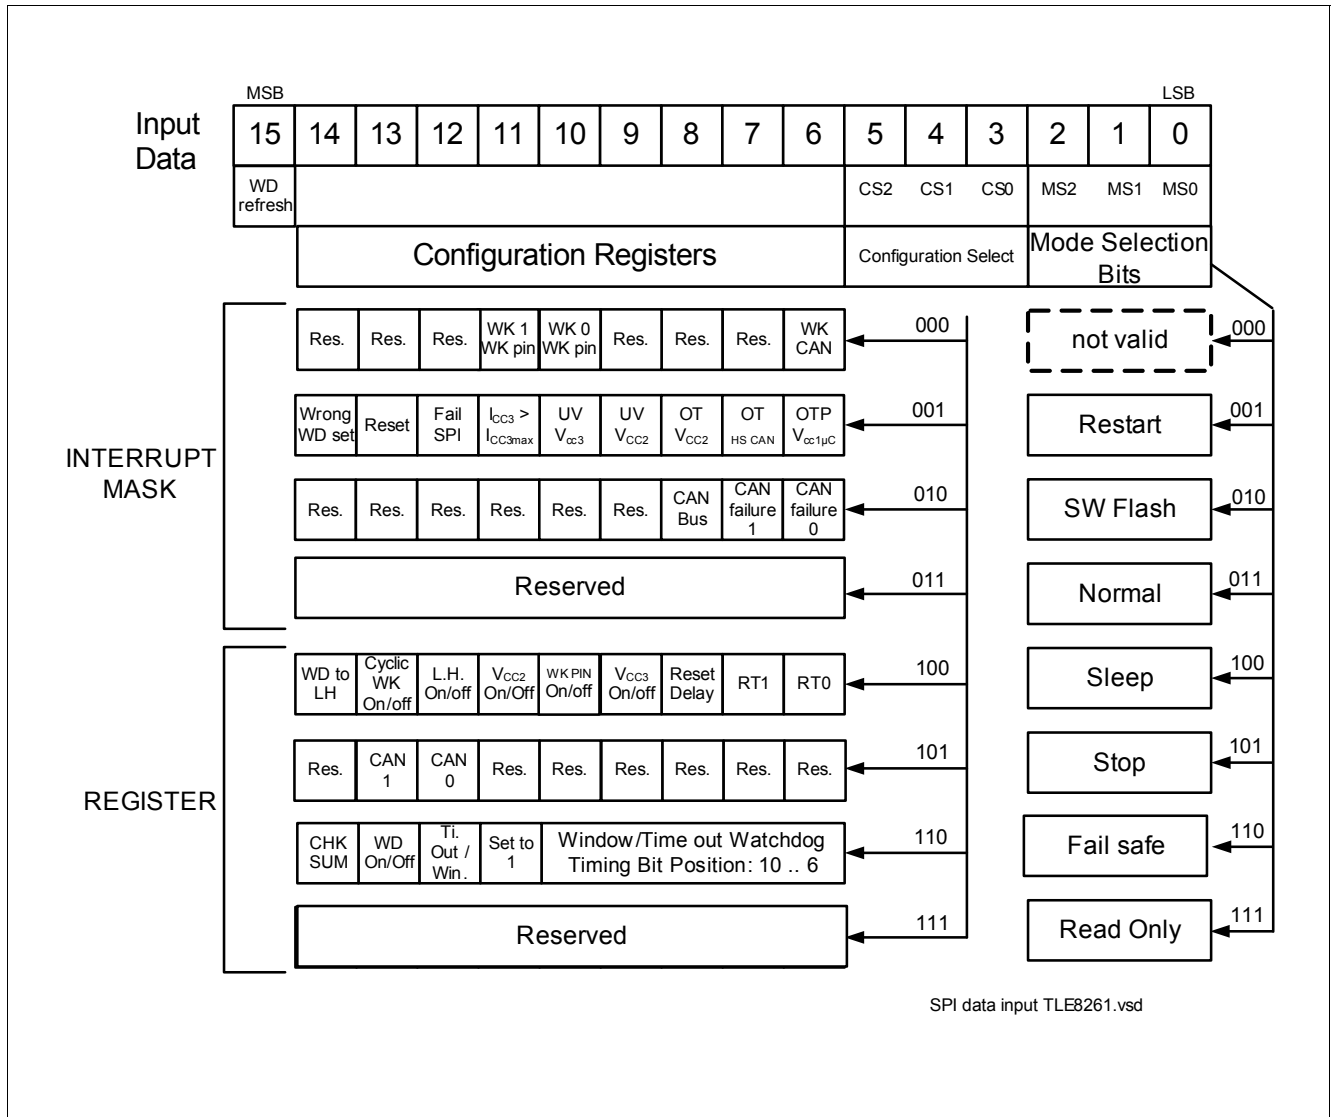 MSB
LSB
Input
Data
15 14 13 12 11 10 9 8 7 6 5 4 3 2 1 0
WD
refresh
CS2 CS1 CS0 MS2 MS1 MS0
Configuration Registers
Configuration Select
Mode Selection
Bits
INTERRUPT
MASK
Res.
Res.
Res.
WK 1
WK pin
WK 0
WK pin
Res.
Res.
Res.
WK
CAN
000
not valid
000
Wrong
WD set
Reset
Fail
SPI
ICC3 >
ICC3max
UV
Vcc3
UV
VCC2
OT
VCC2
OT
HS CAN
OTP
Vcc1µC
001
Restart
001
Res.
Res.
Res.
Res.
Res.
Res.
CAN
Bus
CAN
failure
1
CAN
failure
0
010
SW Flash
010
Reserved
011
Normal
011
REGISTER
WD to
LH
Cyclic
WK
On/off
L.H.
On/off
VCC2
On/Off
WK PIN
On/off
VCC3
On/off
Reset
Delay
RT1
RT0
100
Sleep
100
Res.
CAN
1
CAN
0
Res.
Res.
Res.
Res.
Res.
Res.
101
Stop
101
CHK
SUM
WD
On/Off
Ti.
Out /
Win.
Set to
1
Window/Time out Watchdog
Timing Bit Position: 10 .. 6
110
Fail safe
110
Reserved
111
Read Only
111
SPI data input TLE8261.vsd